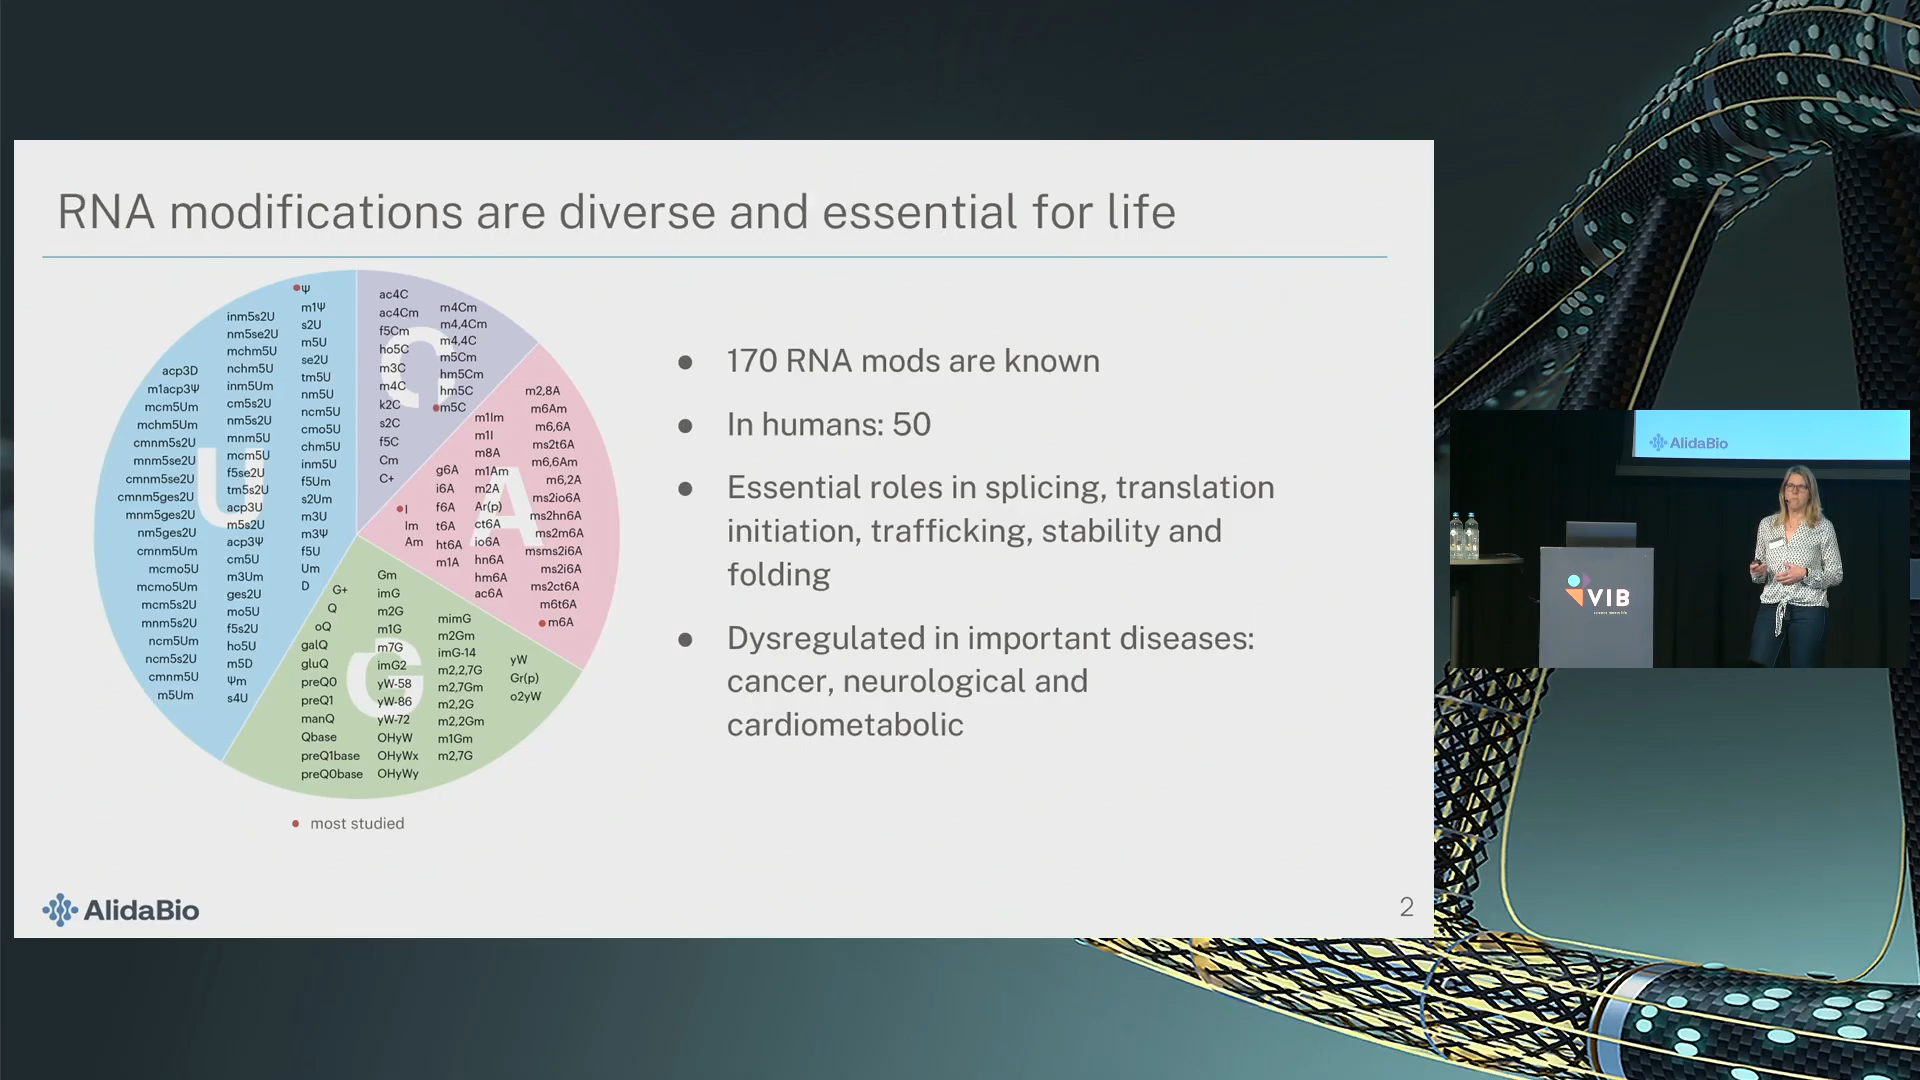 RNA modifications are diverse and essential for life
U
acp3D
m1acp3Ψ
mcm5Um
mchm5Um
cmnm5s2U
mnm5se2U
cmnm5se2U
cmnm5ges2U
mnm5ges2U
nm5ges2U
cmnm5Um
mcmo5U
mcmo5Um
mcm5s2U
mnm5s2U
ncm5Um
ncm5s2U
cmnm5U
m5Um
inm5s2U
nm5se2U
mchm5U
nchm5U
inm5Um
cm5s2U
nm5s2U
mnm5U
mcm5U
f5se2U
tm5s2U
acp3U
m5s2U
acp3Ψ
cm5U
m3Um
ges2U
mo5U
f5s2U
ho5U
m5D
Ψm
s4U
Ψ
m1Ψ
s2U
m5U
se2U
tm5U
nm5U
ncm5U
cmo5U
chm5U
inm5U
f5Um
s2Um
m3U
m3Ψ
f5U
Um
D
C
ac4C
ac4Cm
f5Cm
ho5C
m3C
m4C
k2C
s2C
f5C
Cm
C+
m4Cm
m4,4Cm
m4,4C
m5Cm
hm5Cm
hm5C
m5C
A
I
Im
Am
g6A
i6A
f6A
t6A
ht6A
m1A
m1Im
m1I
m8A
m1Am
m2A
Ar(p)
ct6A
io6A
hn6A
hm6A
ac6A
m2,8A
m6Am
m6,6A
ms2t6A
m6,6Am
m6,2A
ms2io6A
ms2hn6A
ms2m6A
msms2i6A
ms2i6A
ms2ct6A
m6t6A
m6A
G
G+
Q
oQ
galQ
gluQ
preQ0
preQ1
manQ
Qbase
preQ1base
preQ0base
Gm
imG
m2G
m1G
m7G
imG2
yW-58
yW-86
yW-72
OHyW
OHyWx
OHyWy
mimG
m2Gm
imG-14
m2,2,7G
m2,7Gm
m2,2G
m2,2Gm
m1Gm
m2,7G
yW
Gr(p)
o2yW
• most studied
● 170 RNA mods are known
● In humans: 50
● Essential roles in splicing, translation
initiation, trafficking, stability and
folding
● Dysregulated in important diseases:
cancer, neurological and
cardiometabolic
AlidaBio
2
AlidaBio
VIB